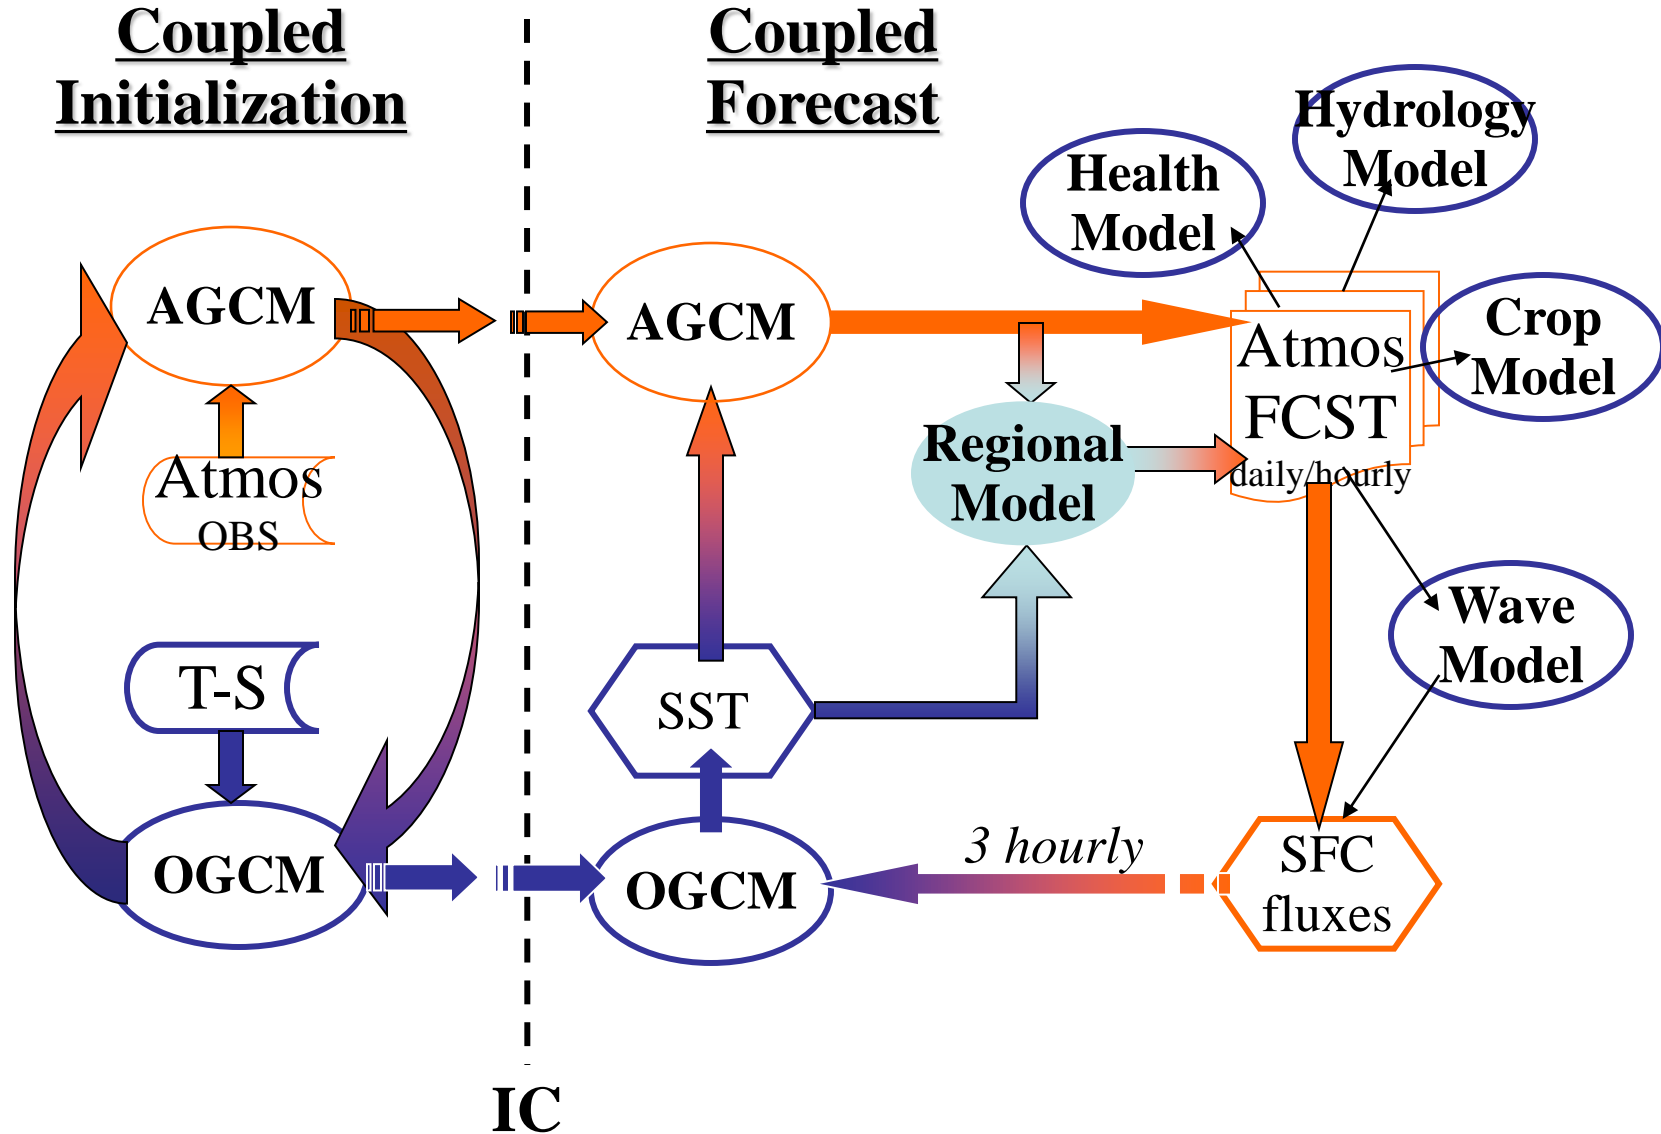 Coupled
Initialization
Coupled
Forecast
Hydrology
Model
Health
Model
AGCM
AGCM
Crop
Model
Atmos
FCST
daily/hourly
Regional
Model
Atmos
OBS
T-S
SST
Wave
Model
OGCM
OGCM
3 hourly
SFC
fluxes
IC